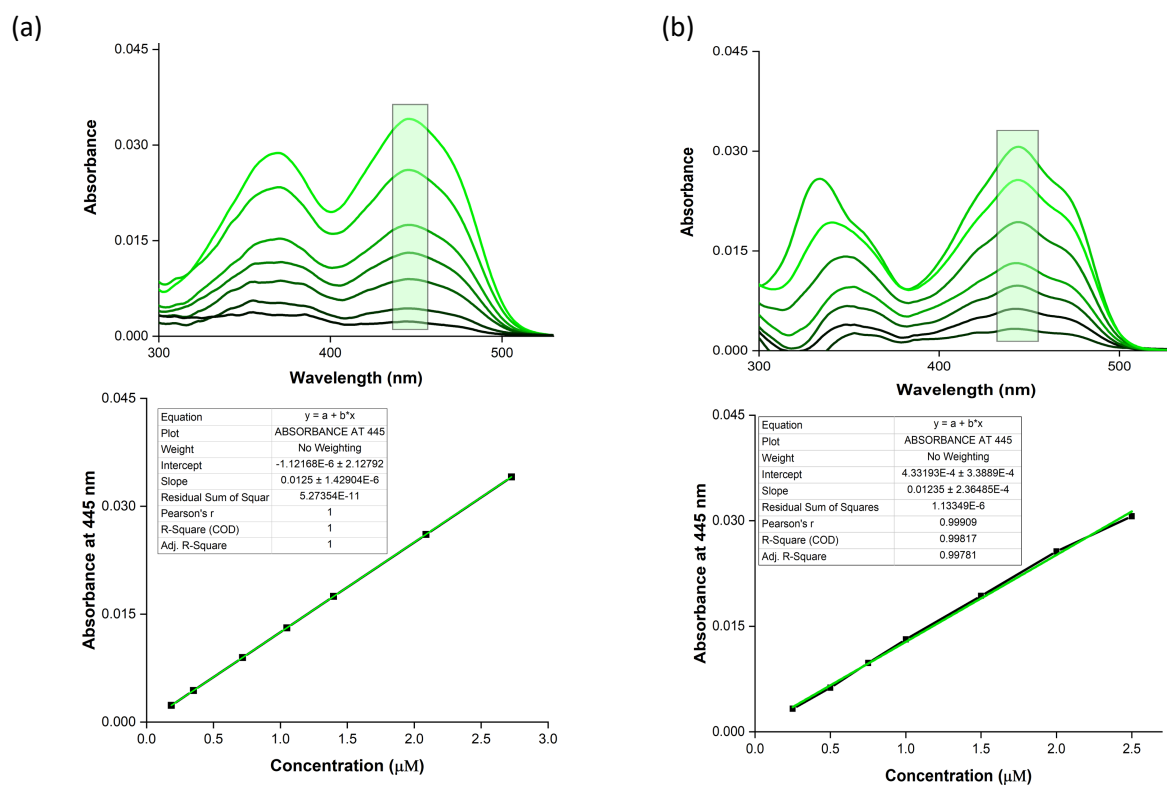 (a)
0.045
0.030
0.015
0.000
Absorbance
300
400
500
Wavelength (nm)
0.045
0.030
0.015
0.000
Absorbance at 445 nm
Equation y = a + b*x
Plot ABSORBANCE AT 445
Weight No Weighting
Intercept -1.12168E-6 ± 2.12792
Slope 0.0125 ± 1.42904E-6
Residual Sum of Squar 5.27354E-11
Pearson's r 1
R-Square (COD) 1
Adj. R-Square 1
0.0
0.5
1.0
1.5
2.0
2.5
3.0
Concentration (μM)
(b)
0.045
0.030
0.015
0.000
Absorbance
300
400
500
Wavelength (nm)
0.045
0.030
0.015
0.000
Absorbance at 445 nm
Equation y = a + b*x
Plot ABSORBANCE AT 445
Weight No Weighting
Intercept 4.33193E-4 ± 3.3889E-4
Slope 0.01235 ± 2.36485E-4
Residual Sum of Squares 1.13349E-6
Pearson's r 0.99909
R-Square (COD) 0.99817
Adj. R-Square 0.99781
0.0
0.5
1.0
1.5
2.0
2.5
Concentration (μM)